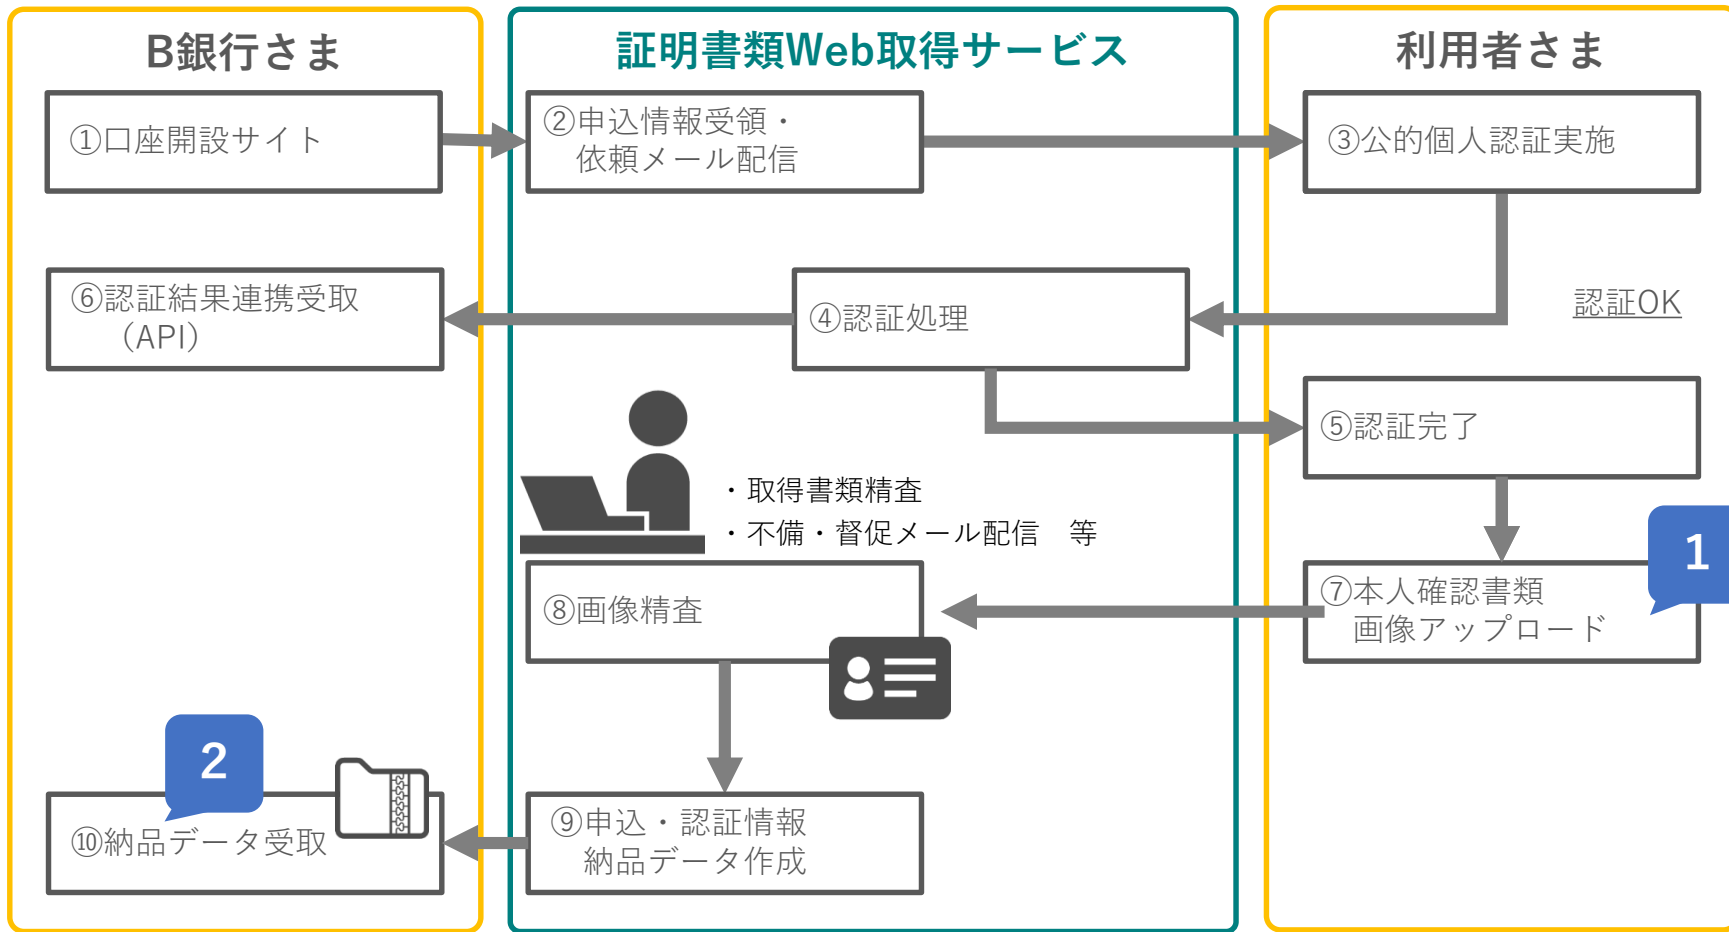 B銀行さま
証明書類Web取得サービス
利用者さま
①口座開設サイト
②申込情報受領・
依頼メール配信
③公的個人認証実施
⑥認証結果連携受取
（API）
④認証処理
認証OK
⑤認証完了
・取得書類精査
・不備・督促メール配信　等
1
⑦本人確認書類
画像アップロード
⑧画像精査
2
⑩納品データ受取
⑨申込・認証情報
納品データ作成